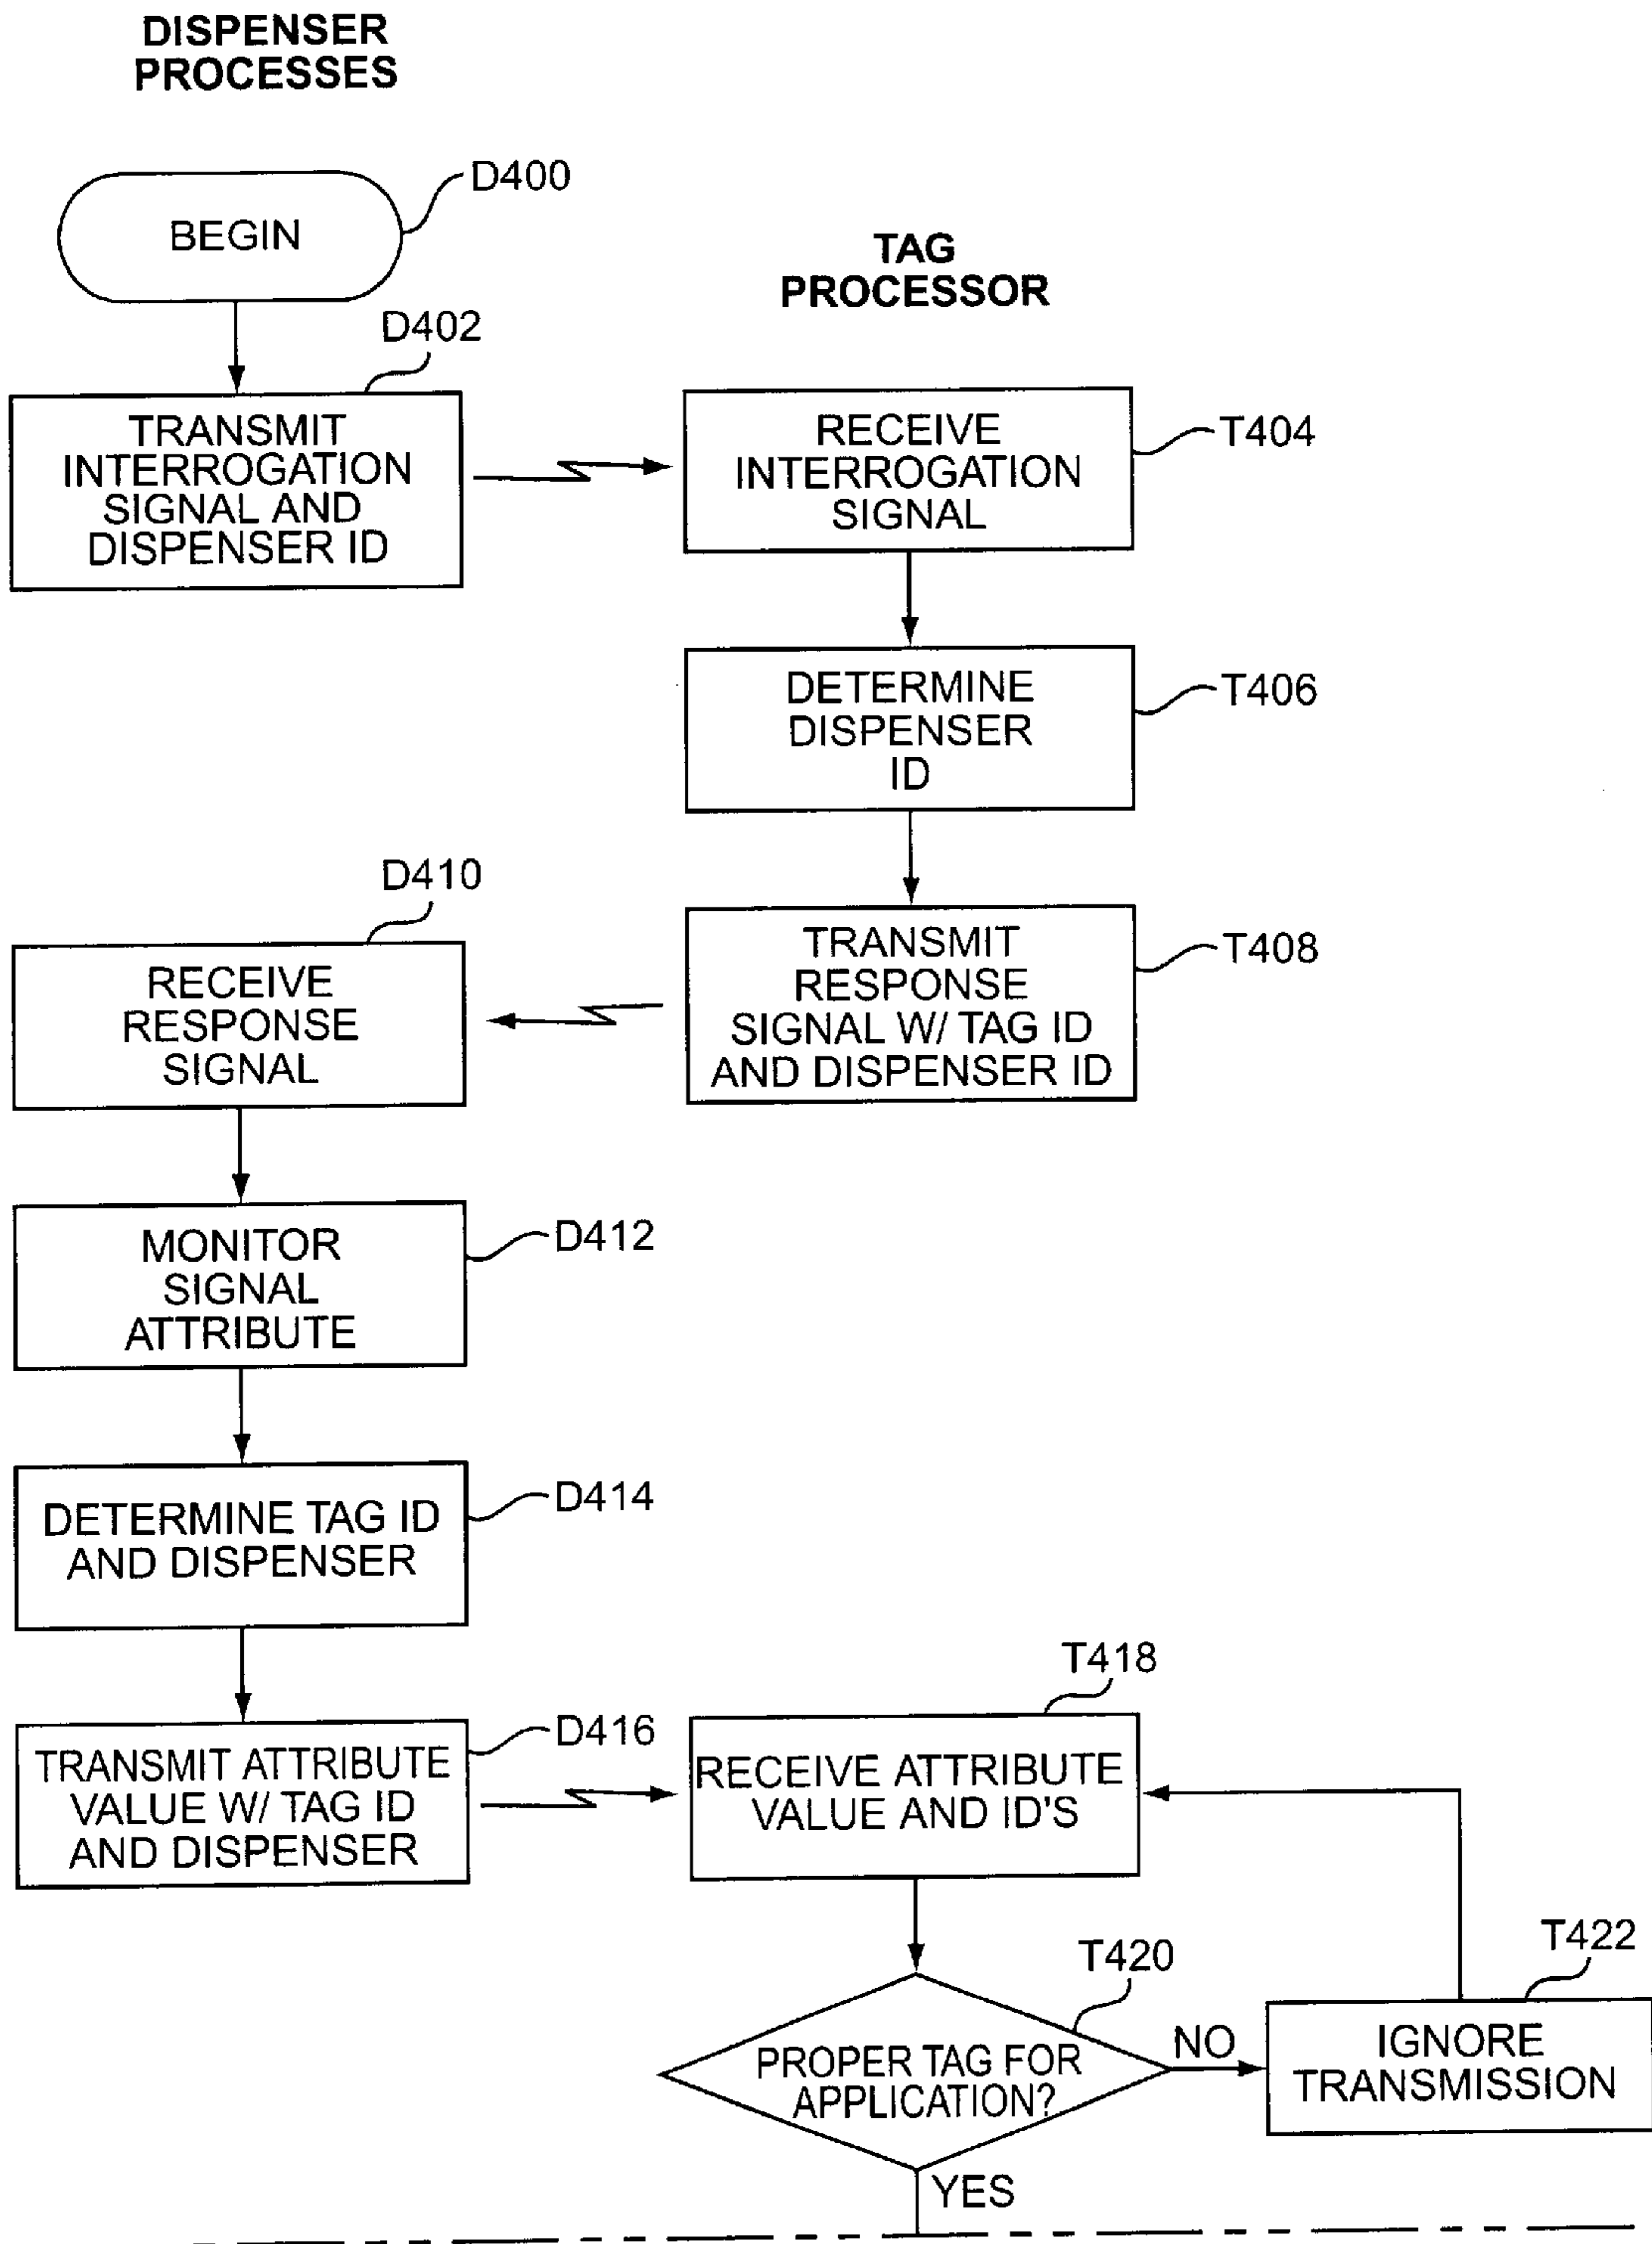 DISPENSER
PROCESSES
D400
BEGIN
TAG
PROCESSOR
D402
TRANSMIT
INTERROGATION
SIGNAL AND
DISPENSER ID
RECEIVE
INTERROGATION
SIGNAL
T404
DETERMINE
DISPENSER
ID
T406
TRANSMIT
RESPONSE
SIGNAL W/ TAG ID
AND DISPENSER ID
T408
D410
RECEIVE
RESPONSE
SIGNAL
MONITOR
SIGNAL
ATTRIBUTE
D412
DETERMINE TAG ID
AND DISPENSER
D414
TRANSMIT ATTRIBUTE
VALUE W/ TAG ID
AND DISPENSER
D416
T418
RECEIVE ATTRIBUTE
VALUE AND ID'S
T420
PROPER TAG FOR
APPLICATION?
NO
T422
IGNORE
TRANSMISSION
YES